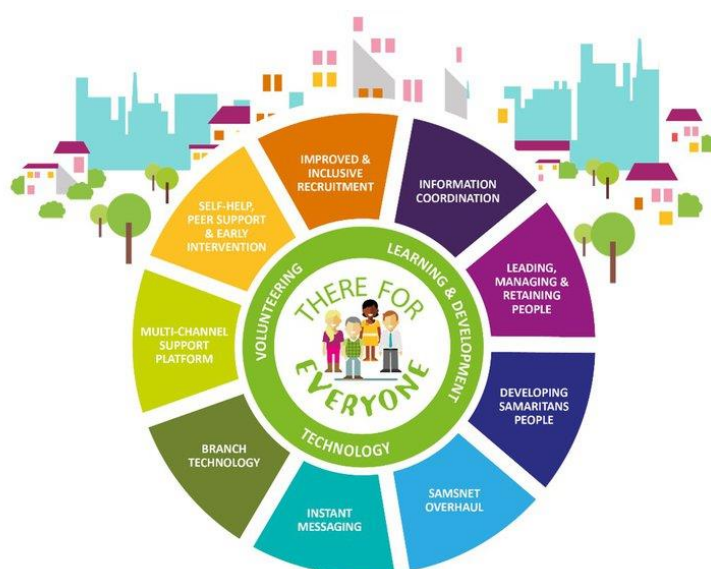 IMPROVED &
INCLUSIVE
RECRUITMENT
INFORMATION
COORDINATION
LEADING,
MANAGING &
RETAINING
PEOPLE
DEVELOPING
SAMARITANS
PEOPLE
SAMSNET
OVERHAUL
INSTANT
MESSAGING
BRANCH
TECHNOLOGY
MULTI-CHANNEL
SUPPORT
PLATFORM
SELF-HELP,
PEER SUPPORT
& EARLY
INTERVENTION
VOLUNTEERING
LEARNING & DEVELOPMENT
TECHNOLOGY
THERE FOR
EVERYONE